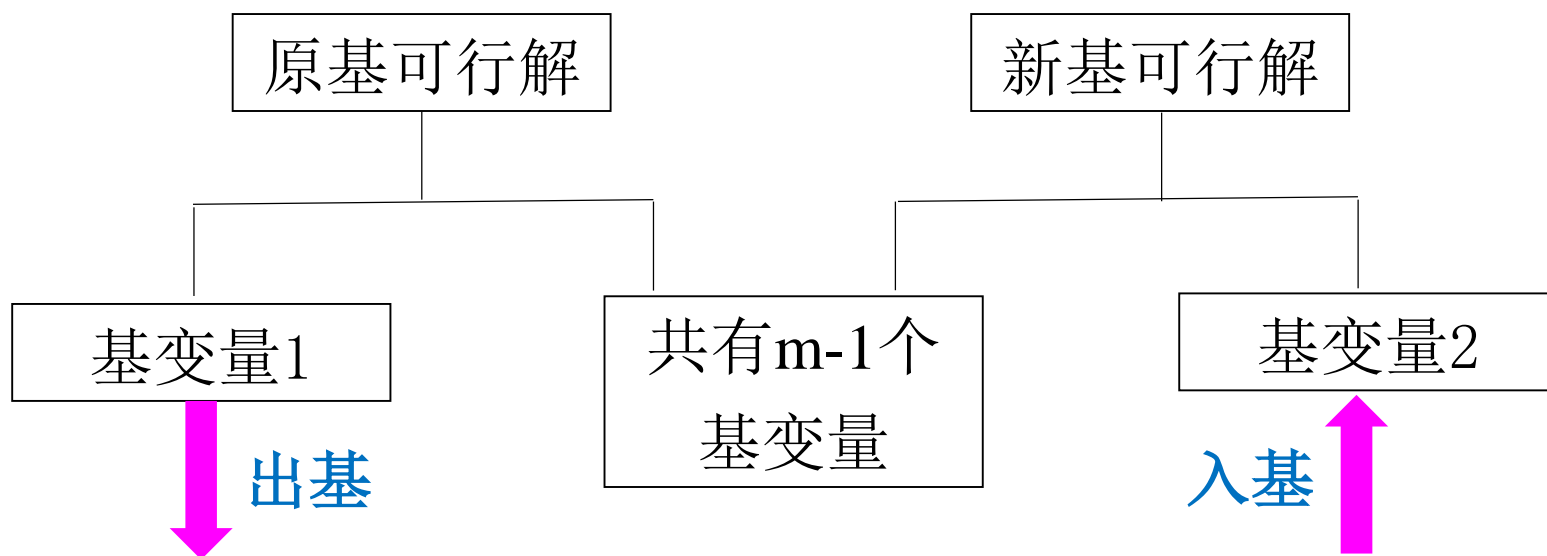 原基可行解
新基可行解
基变量1
共有m-1个
基变量
基变量2
出基
入基